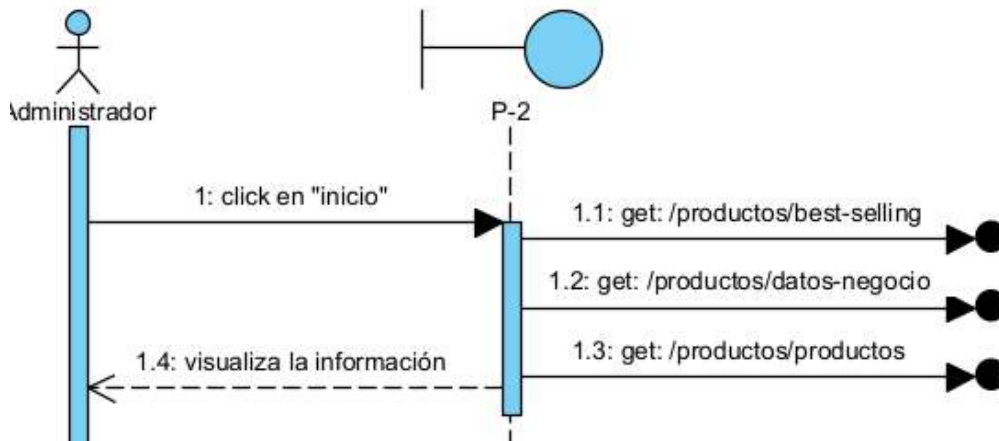 Administrador
P-2
1: click en "inicio"
1.1: get: /productos/best-selling
1.2: get: /productos/datos-negocio
1.3: get: /productos/productos
1.4: visualiza la información